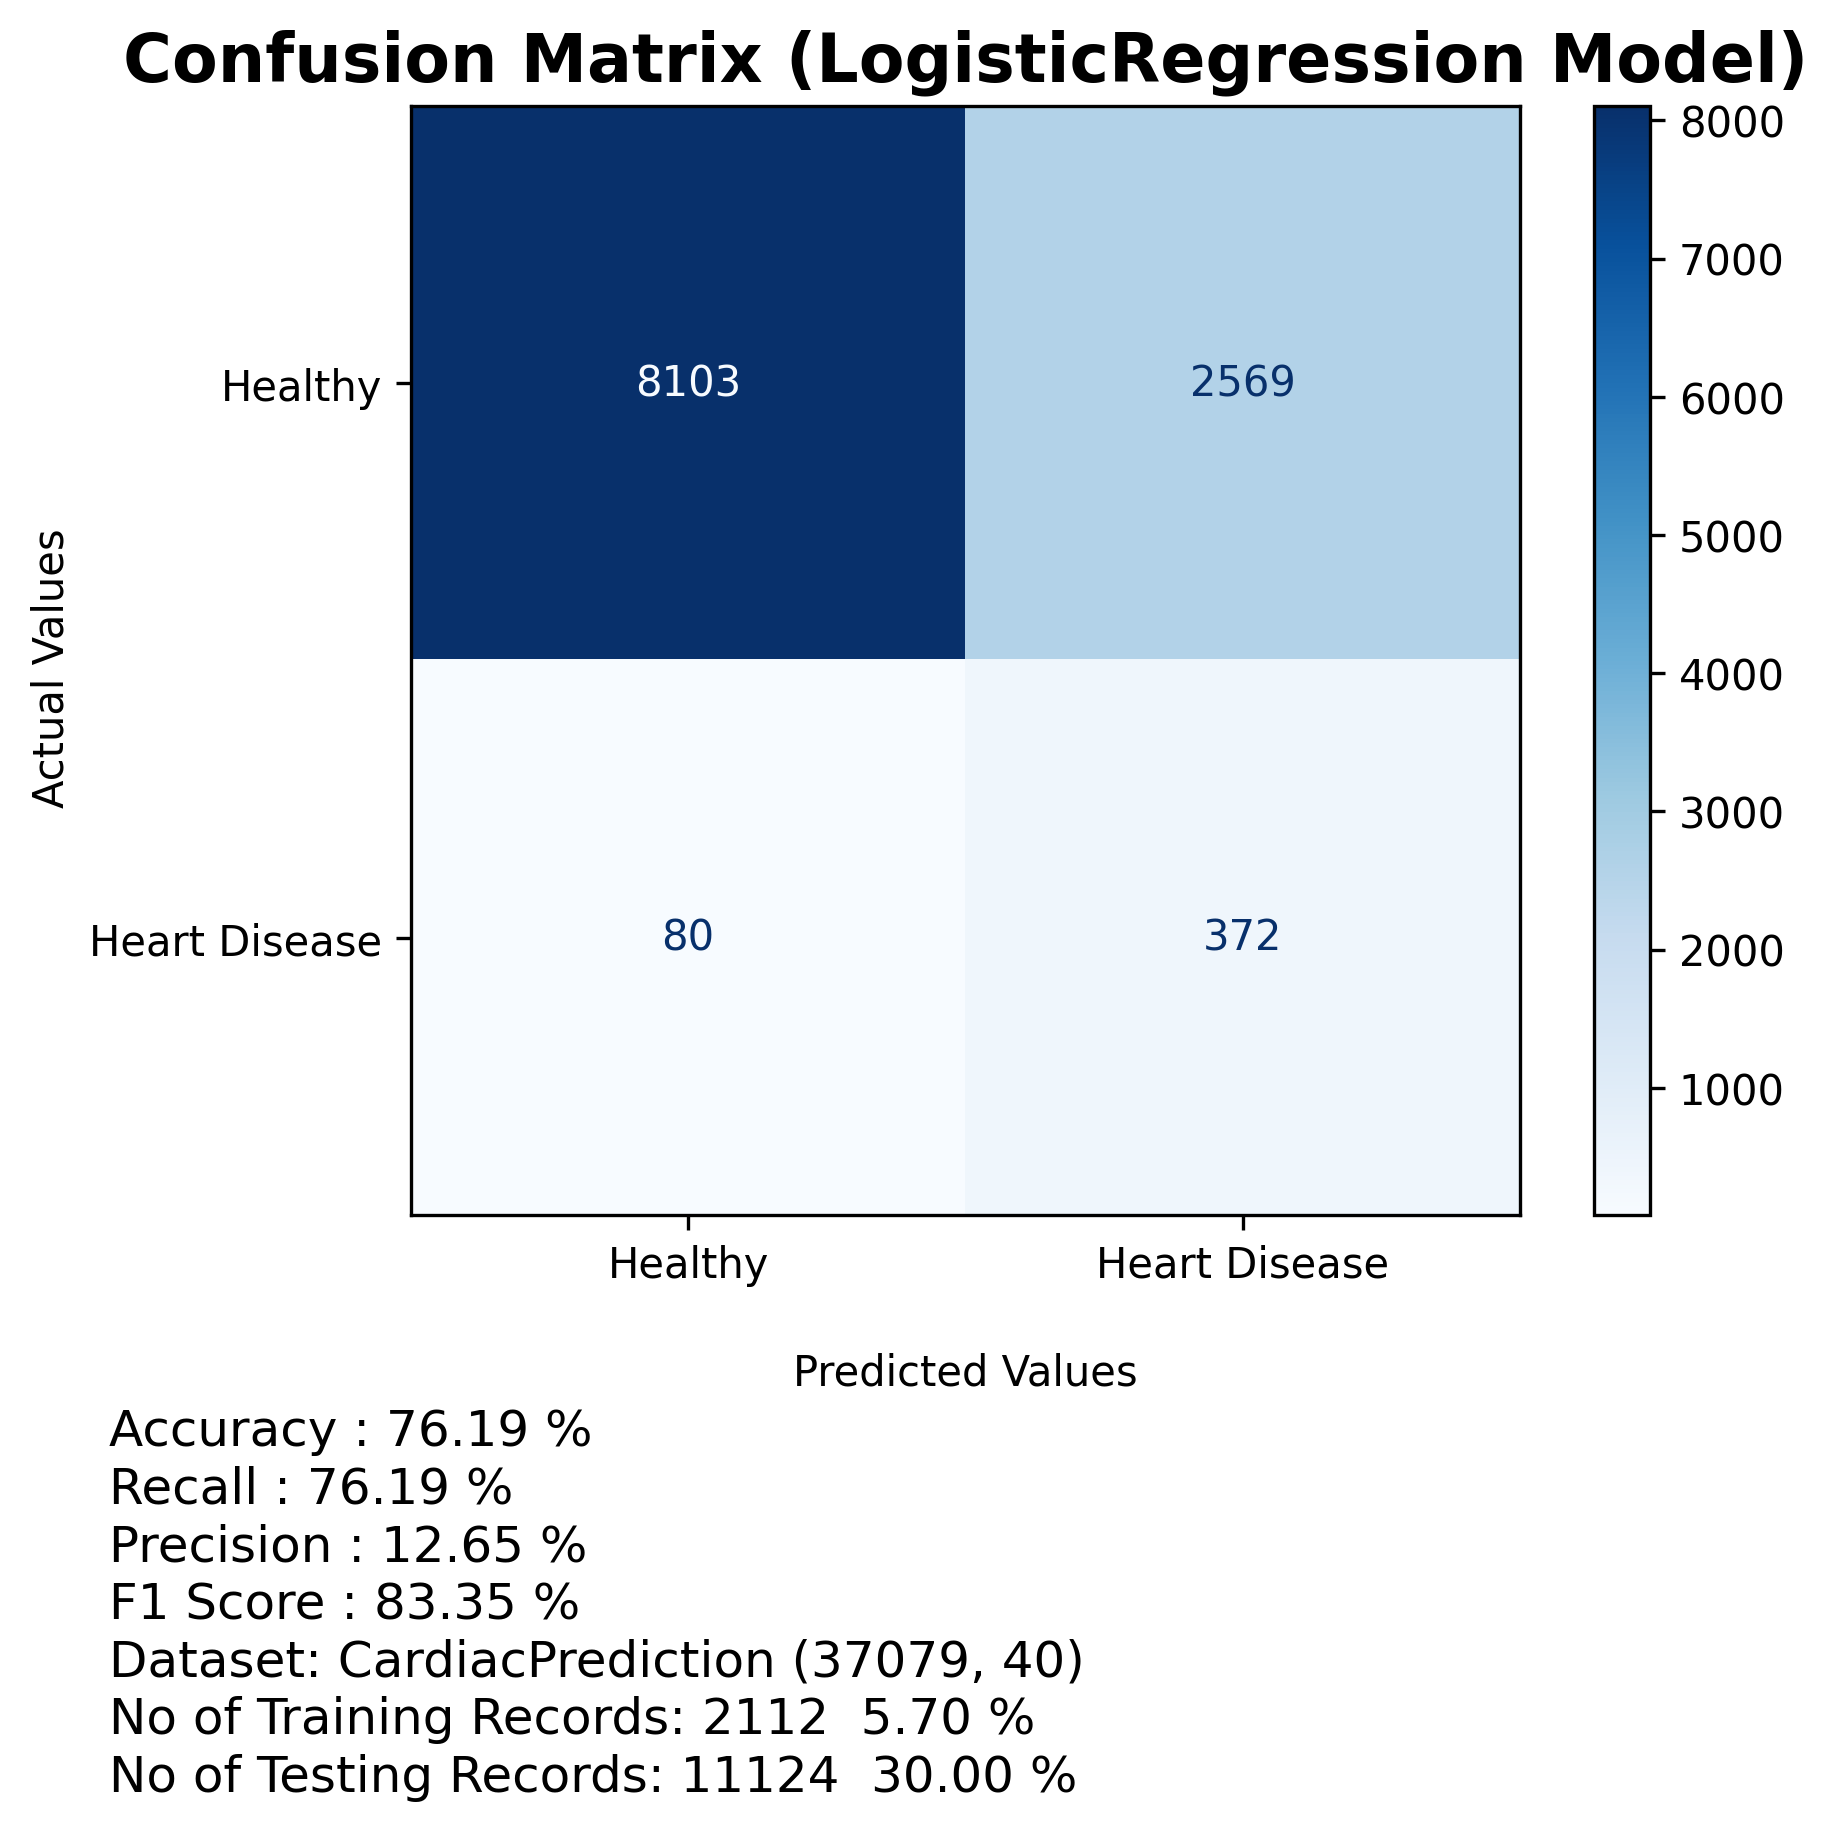 Confusion Matrix (LogisticRegression Model)
8000
7000
6000
5000
4000
3000
2000
1000
Actual Values
Healthy
8103
2569
Heart Disease
80
372
Healthy
Heart Disease
Predicted Values
Accuracy : 76.19 %
Recall : 76.19 %
Precision : 12.65 %
F1 Score : 83.35 %
Dataset: CardiacPrediction (37079, 40)
No of Training Records: 2112  5.70 %
No of Testing Records: 11124  30.00 %